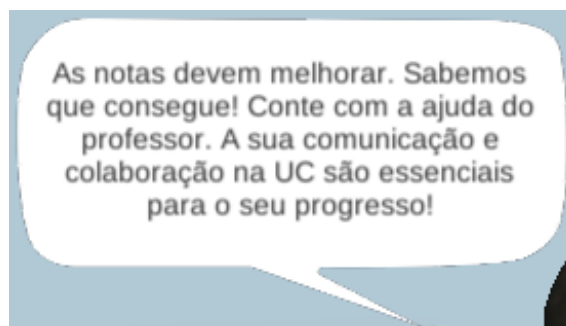 As notas devem melhorar. Sabemos
que consegue! Conte com a ajuda do
professor. A sua comunicação e
colaboração na UC são essenciais
para o seu progresso!